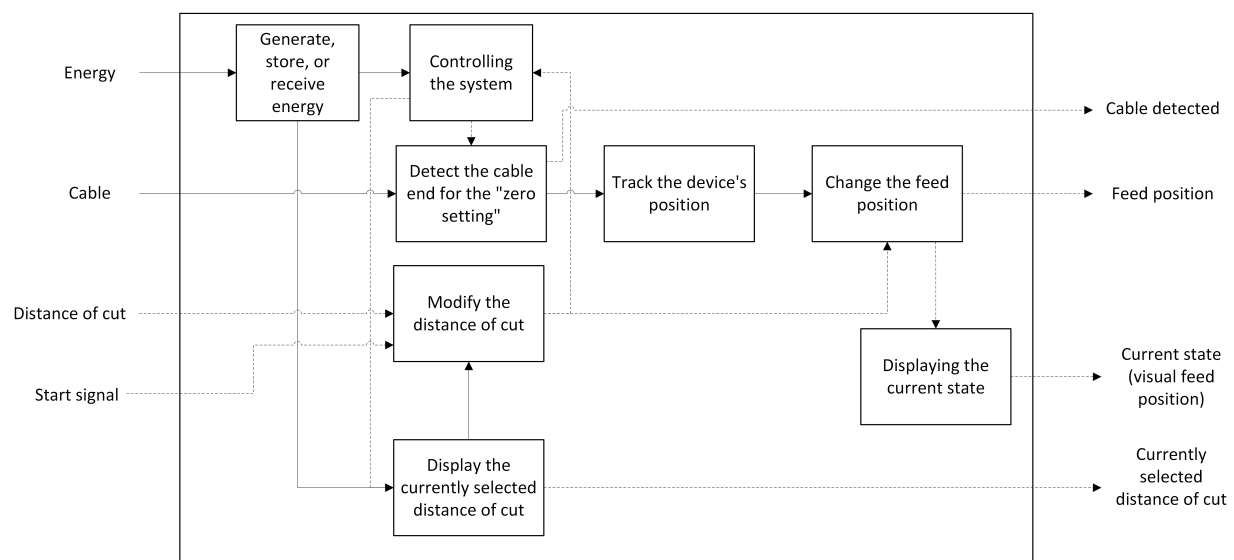 Generate,
store, or
receive
energy
Controlling
the system
Energy
Cable detected
Detect the cable
end for the "zero
setting"
Track the device's
position
Change the feed
position
Cable
Feed position
Modify the
distance of cut
Distance of cut
Displaying the
current state
Current state
(visual feed
position)
Start signal
Display the
currently selected
distance of cut
Currently
selected
distance of cut